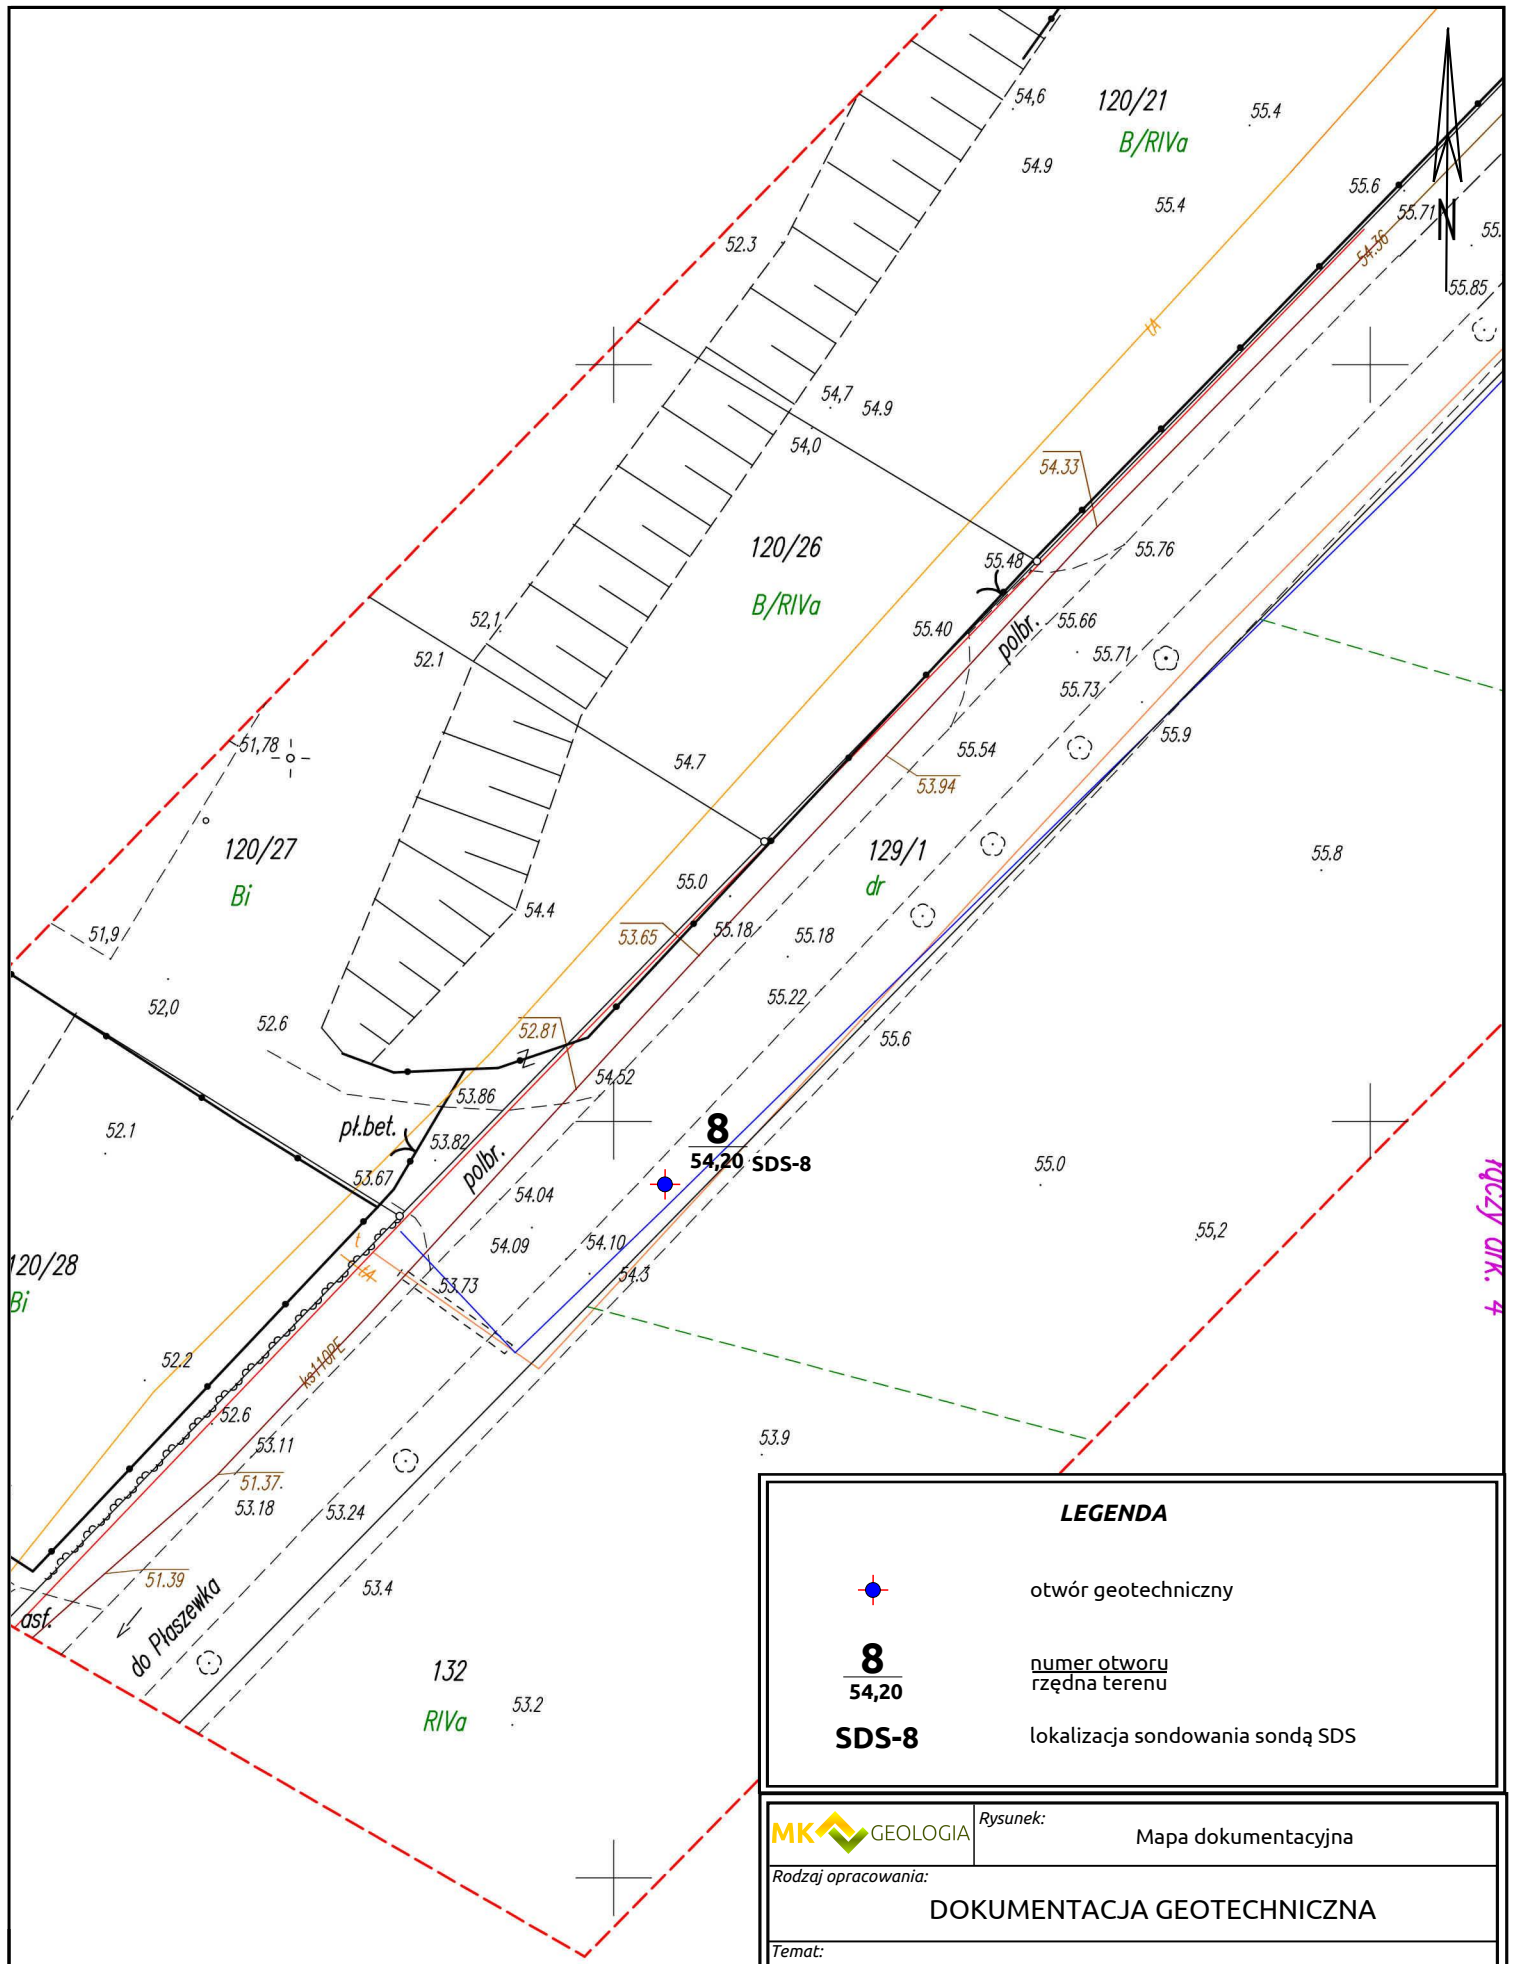 54,6
120/21
55.4
B/RIVa
54.9
55.6
55.4
55.71
N
55.
52.3
54.36
55.85
tA
54,7
54.9
54,0
54.33
120/26
55.48
55.76
B/RIVa
52,1
55.40
polbr.
55.66
52.1
55.71
55.73
51,78
54.7
55.54
55.9
53.94
120/27
129/1
55.8
Bi
55.0
dr
54.4
51,9
53.65
55.18
55.18
52,0
52.6
55.22
52.81
55.6
z
54.52
53.86
52.1
pł.bet.
53.82
8
54,20 SDS-8
polbr.
53.67
55.0
54.04
łączy ark. 4
t
54.09
54.10
55,2
120/28
tA
53.73
54.3
Bi
52.2
ks110PE
52.6
53.11
53.9
51.37
53.18
53.24
51.39
53.4
asf.
do Płaszewka
132
53.2
RIVa
LEGENDA
otwór geotechniczny
8
numer otworu
54,20
rzędna terenu
SDS-8
lokalizacja sondowania sondą SDS
MK GEOLOGIA
Rysunek:
Mapa dokumentacyjna
Rodzaj opracowania:
DOKUMENTACJA GEOTECHNICZNA
Temat: